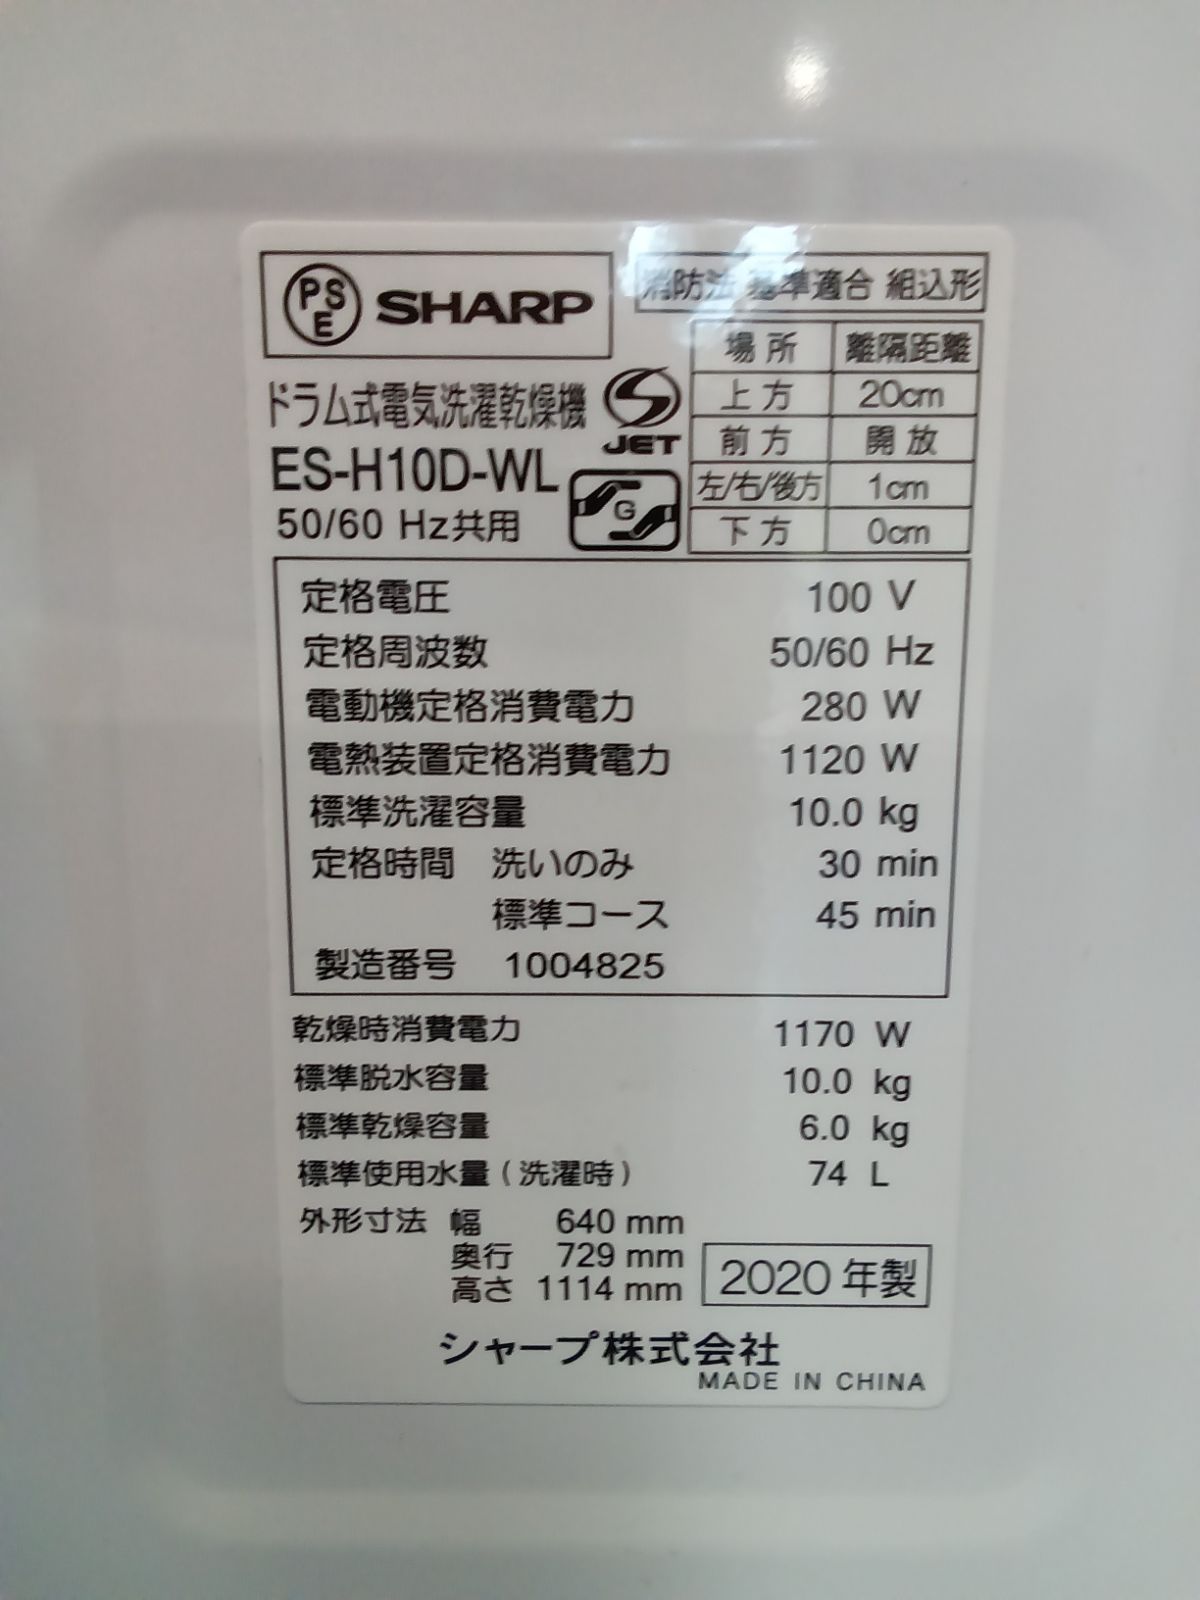 PSE SHARP
消防法 基準適合 組込形
ドラム式電気洗濯乾燥機
ES-H10D-WL
50/60 Hz共用
S JET
G
場所 離隔距離
上方 20cm
前方 開放
左/右/後方 1cm
下方 0cm
定格電圧 100 V
定格周波数 50/60 Hz
電動機定格消費電力 280 W
電熱装置定格消費電力 1120 W
標準洗濯容量 10.0 kg
定格時間 洗いのみ 30 min
標準コース 45 min
製造番号 1004825
乾燥時消費電力 1170 W
標準脱水容量 10.0 kg
標準乾燥容量 6.0 kg
標準使用水量(洗濯時) 74 L
外形寸法 幅 640 mm
奥行 729 mm
高さ 1114 mm
2020年製
シャープ株式会社
MADE IN CHINA